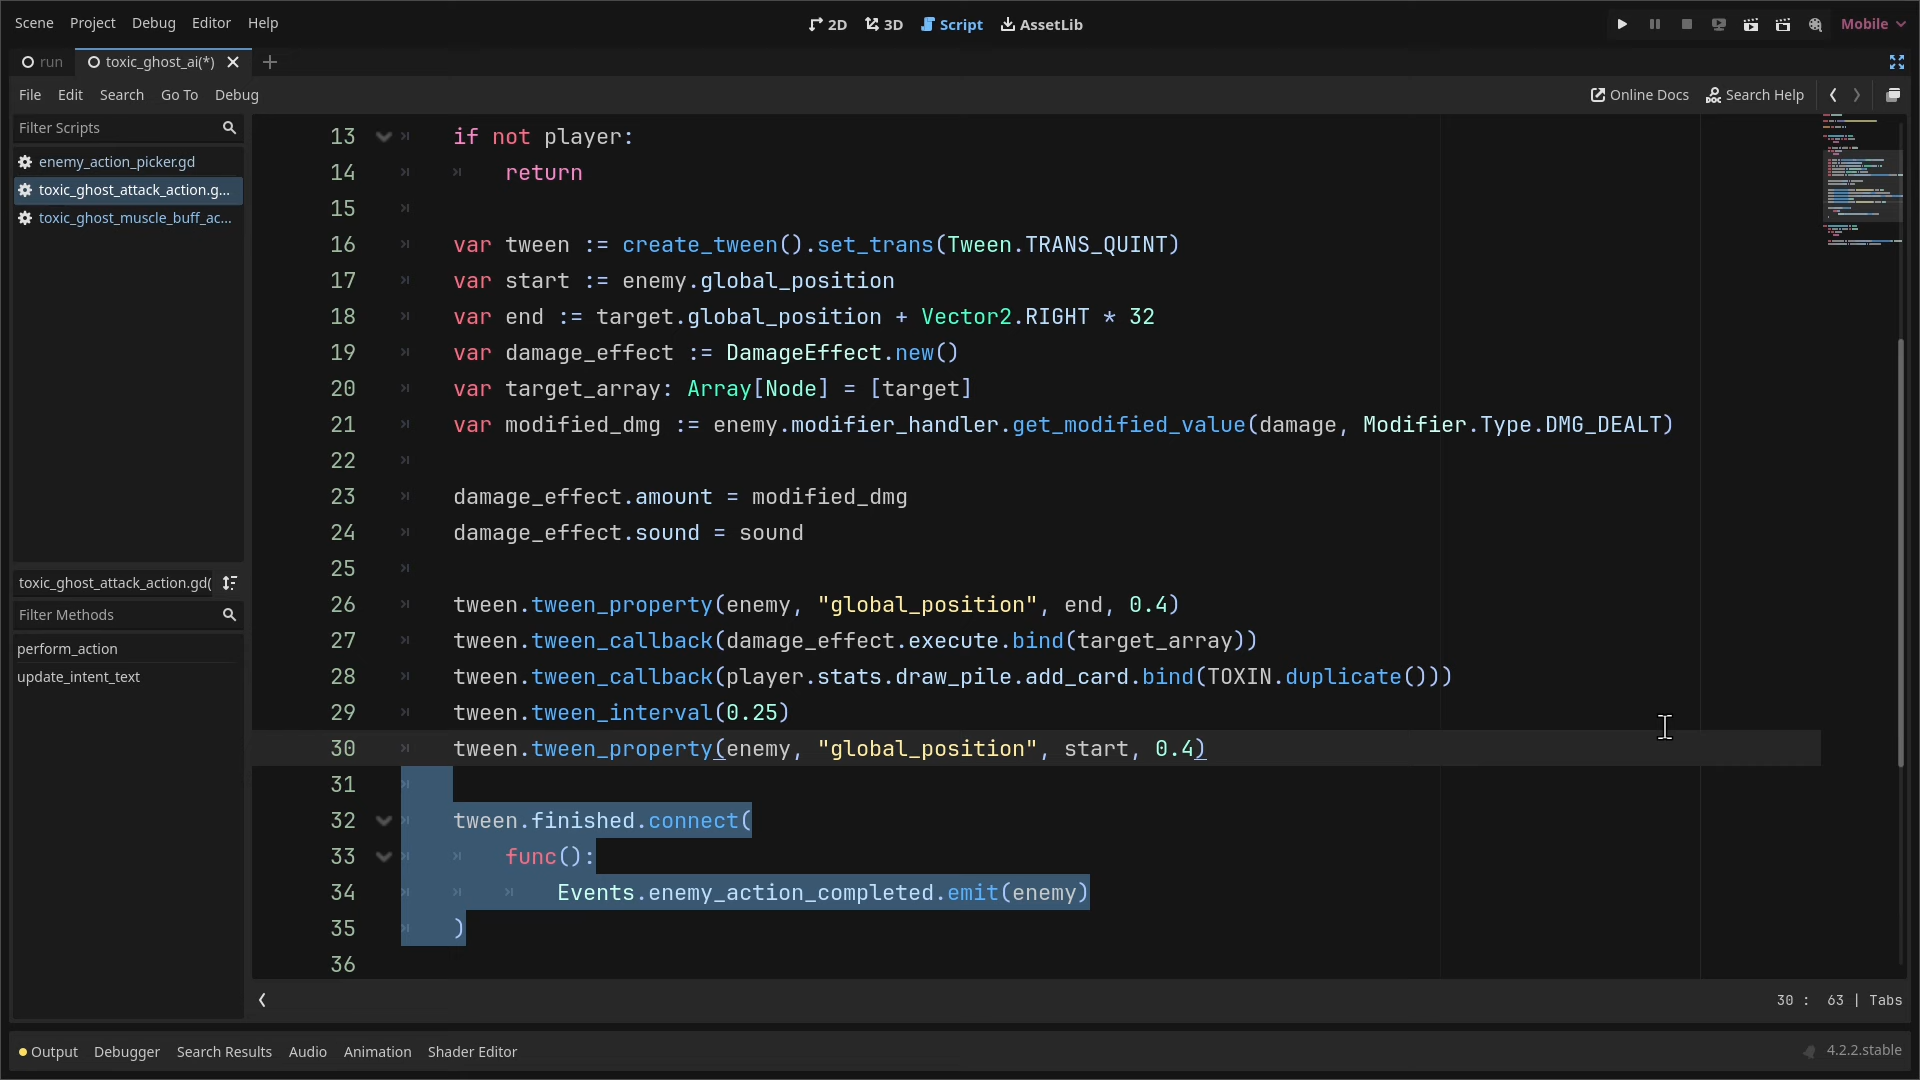 Scene Project Debug Editor Help
2D 3D Script AssetLib
Mobile
run toxic_ghost_ai(*)
File Edit Search Go To Debug
Online Docs Search Help
Filter Scripts
enemy_action_picker.gd
toxic_ghost_attack_action.g...
toxic_ghost_muscle_buff_ac...
toxic_ghost_attack_action.gd(
Filter Methods
perform_action
update_intent_text
13 if not player:
14 return
15
16 var tween := create_tween().set_trans(Tween.TRANS_QUINT)
17 var start := enemy.global_position
18 var end := target.global_position + Vector2.RIGHT * 32
19 var damage_effect := DamageEffect.new()
20 var target_array: Array[Node] = [target]
21 var modified_dmg := enemy.modifier_handler.get_modified_value(damage, Modifier.Type.DMG_DEALT)
22
23 damage_effect.amount = modified_dmg
24 damage_effect.sound = sound
25
26 tween.tween_property(enemy, "global_position", end, 0.4)
27 tween.tween_callback(damage_effect.execute.bind(target_array))
28 tween.tween_callback(player.stats.draw_pile.add_card.bind(TOXIN.duplicate()))
29 tween.tween_interval(0.25)
30 tween.tween_property(enemy, "global_position", start, 0.4)
31
32 tween.finished.connect(
33 func():
34 Events.enemy_action_completed.emit(enemy)
35 )
36
30 : 63 | Tabs
Output Debugger Search Results Audio Animation Shader Editor
4.2.2.stable